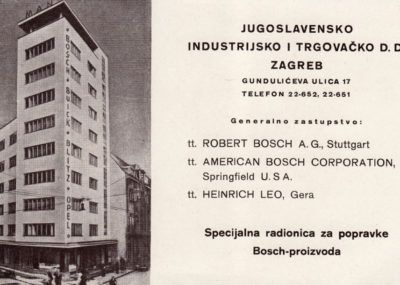 MAN
BOSCH · BUICK · BLITZ · OPEL
JUGOSLAVENSKO
INDUSTRIJSKO I TRGOVAČKO D. D
ZAGREB
GUNDULIĆEVA ULICA 17
TELEFON 22-652, 22-651
Generalno zastupstvo:
tt. ROBERT BOSCH A. G., Stuttgart
tt. AMERICAN BOSCH CORPORATION,
Springfield U. S A.
tt. HEINRICH LEO, Gera
Specijalna radionica za popravke
Bosch-proizvoda